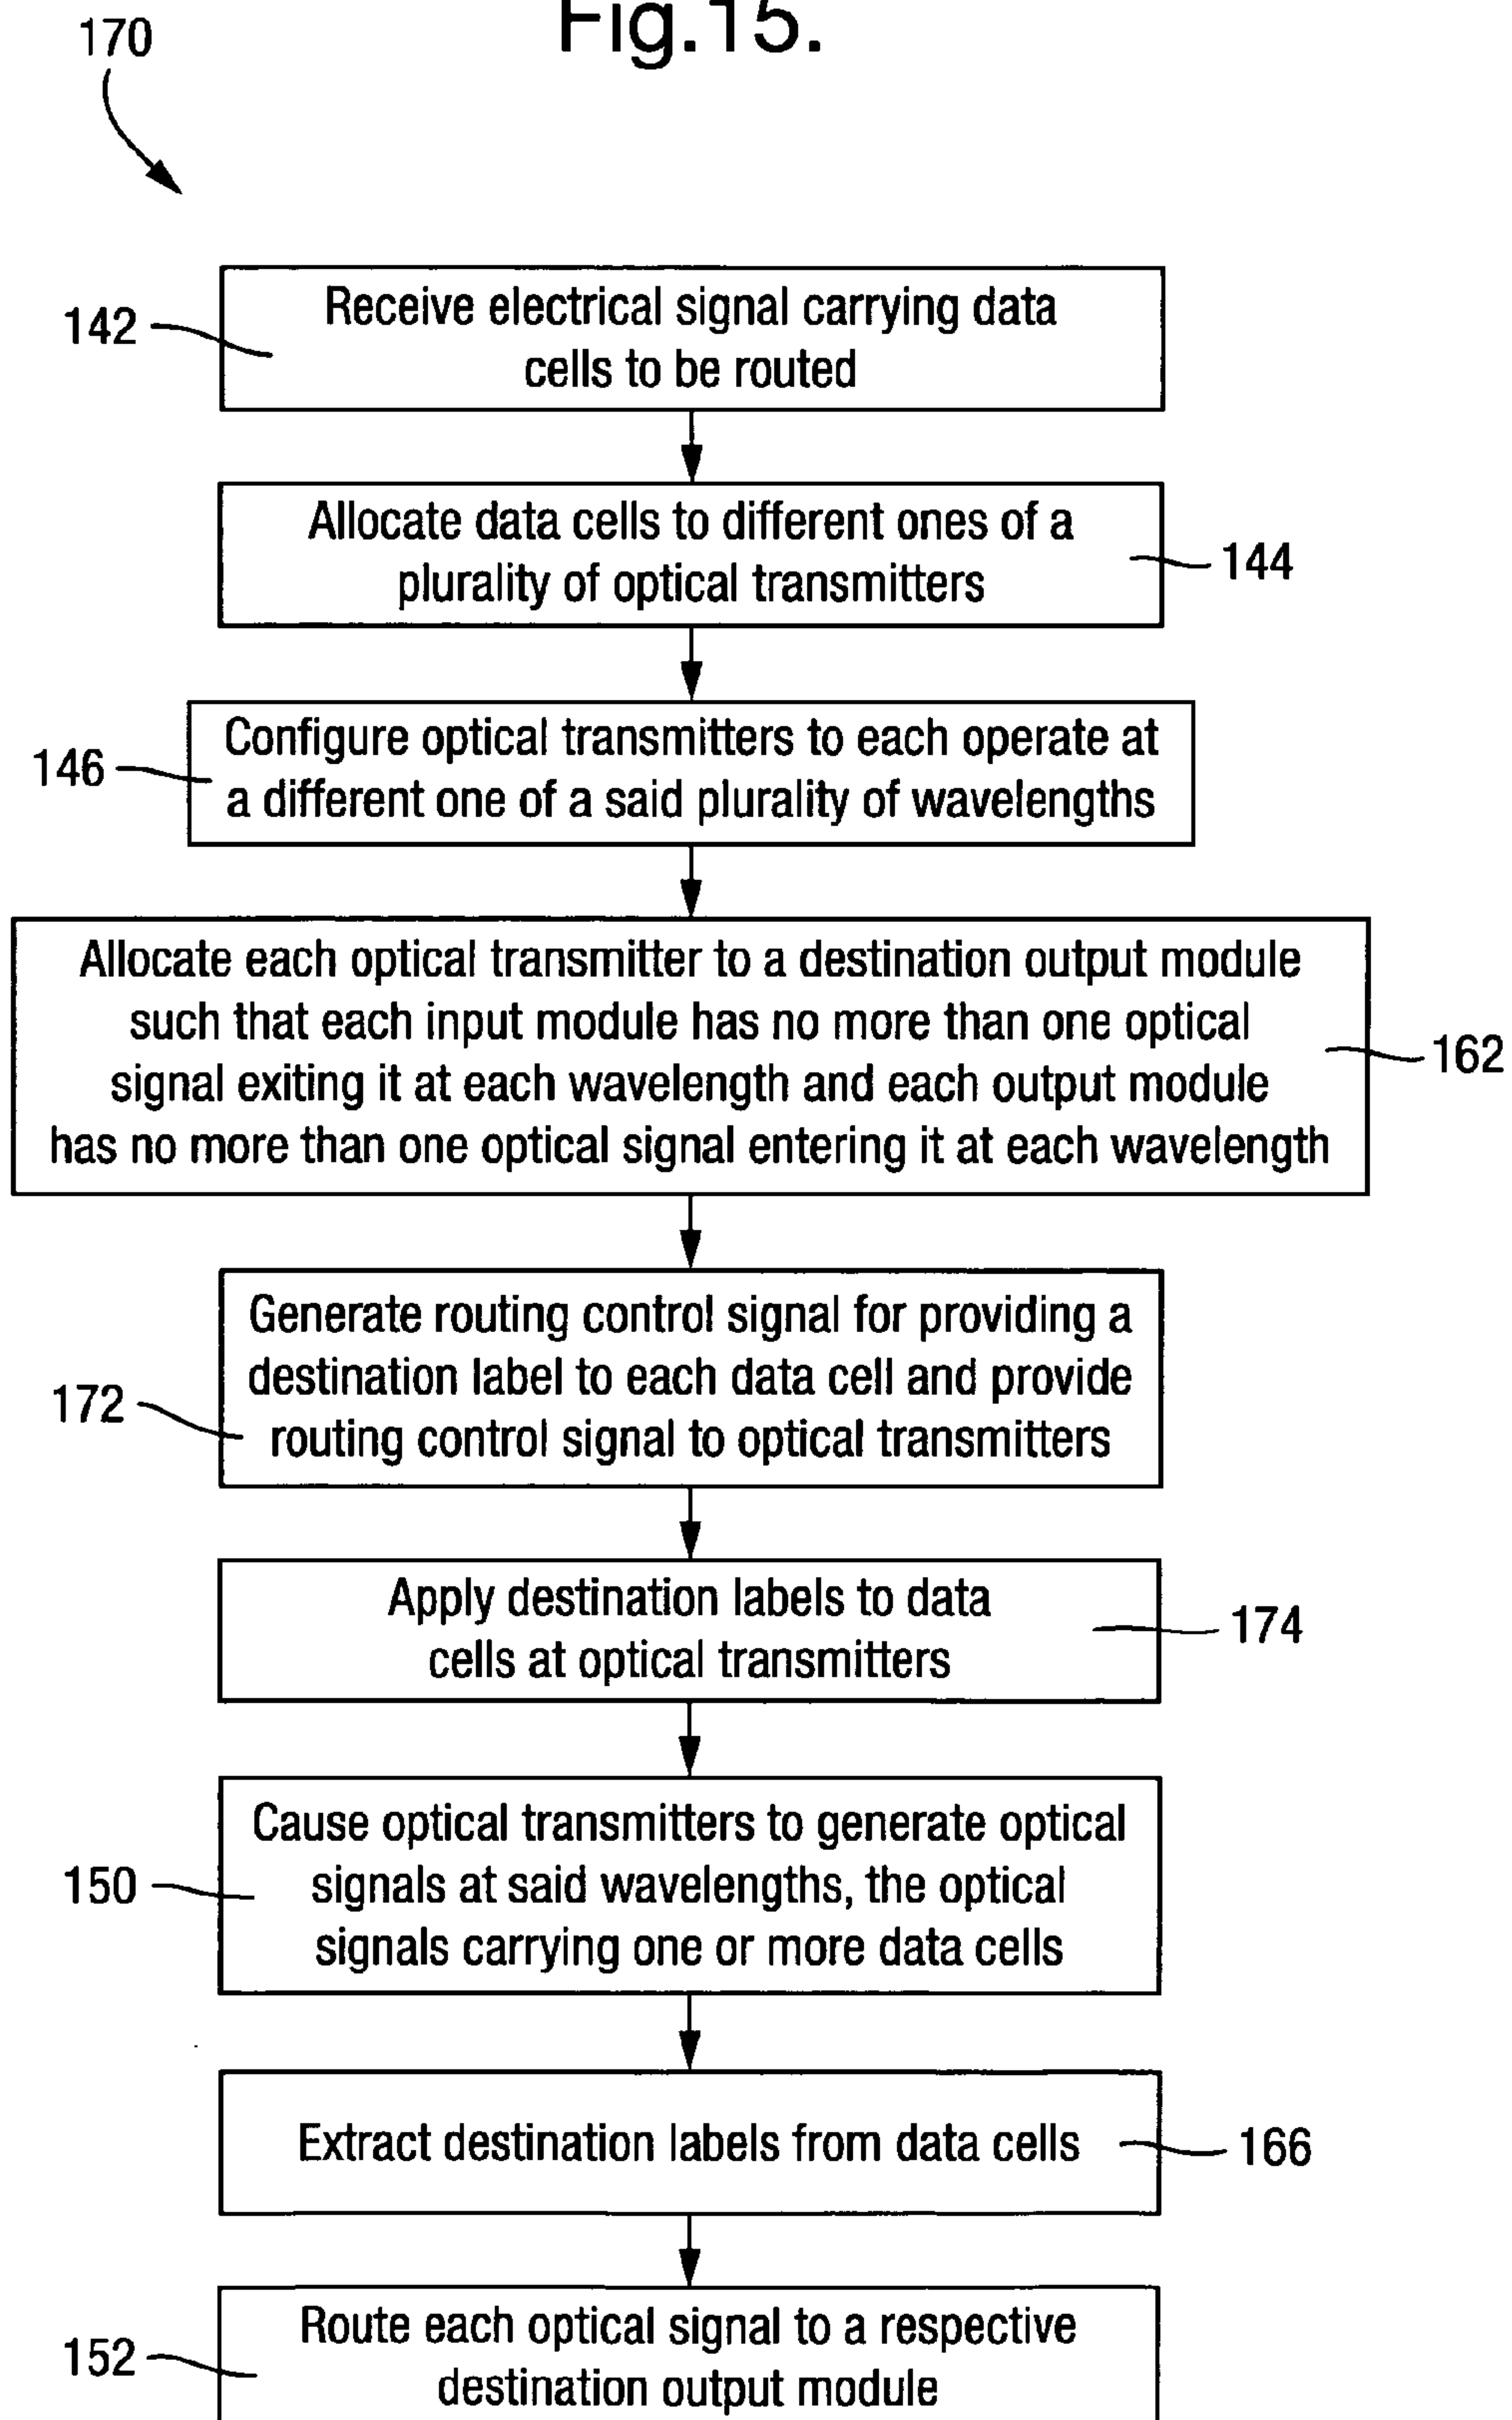 Fig.15.
170
Receive electrical signal carrying data
cells to be routed
142
Allocate data cells to different ones of a
plurality of optical transmitters
144
Configure optical transmitters to each operate at
a different one of a said plurality of wavelengths
146
Allocate each optical transmitter to a destination output module
such that each input module has no more than one optical
signal exiting it at each wavelength and each output module
has no more than one optical signal entering it at each wavelength
162
Generate routing control signal for providing a
destination label to each data cell and provide
routing control signal to optical transmitters
172
Apply destination labels to data
cells at optical transmitters
174
Cause optical transmitters to generate optical
signals at said wavelengths, the optical
signals carrying one or more data cells
150
Extract destination labels from data cells
166
Route each optical signal to a respective
destination output module
152